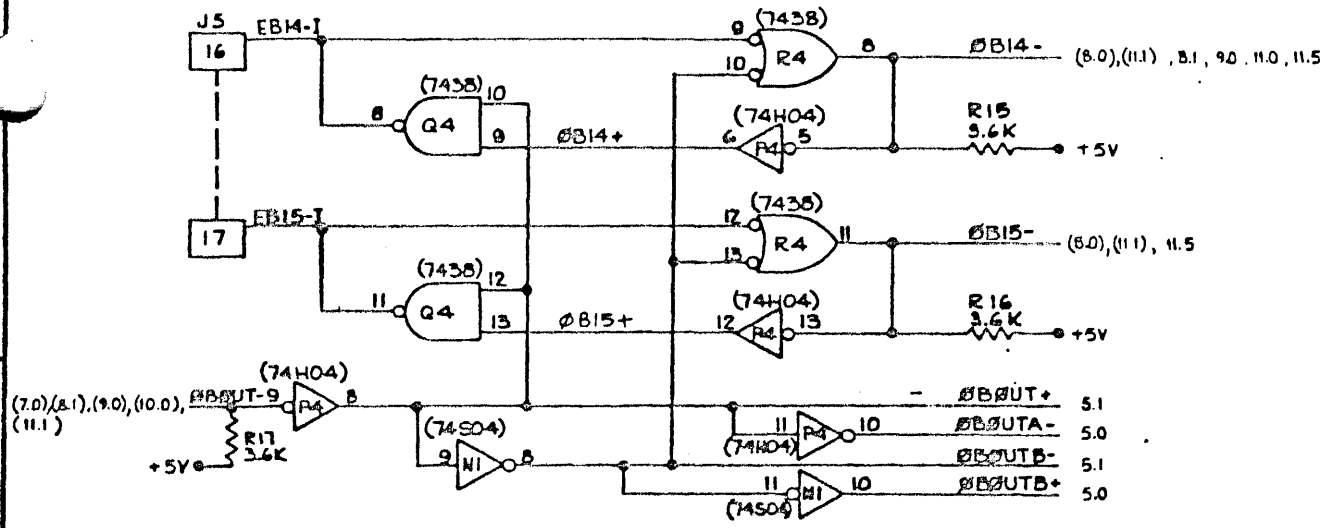 J5
EB14-I
16
(7438)
9
10
R4
8
ØB14-
(8.0),(11.1) , 8.1 , 9.0 , 11.0 , 11.5
(7438)
10
8
Q4
9
ØB14+
(74H04)
6
P4
5
R15
3.6K
+5V
EB15-I
17
(7438)
12
13
R4
11
ØB15-
(8.0),(11.1), 11.5
(7438)
12
11
Q4
13
ØB15+
(74H04)
12
P4
13
R16
3.6K
+5V
(7.0),(8.1),(9.0),(10.0),
(11.1)
ØBØUT-
9
(74H04)
P4
8
R17
3.6K
+5V
(74S04)
9
N1
8
-
ØBØUT+
5.1
11
P4
10
(74H04)
ØBØUTA-
5.0
ØBØUTB-
5.1
11
N1
10
(74S04)
ØBØUTB+
5.0